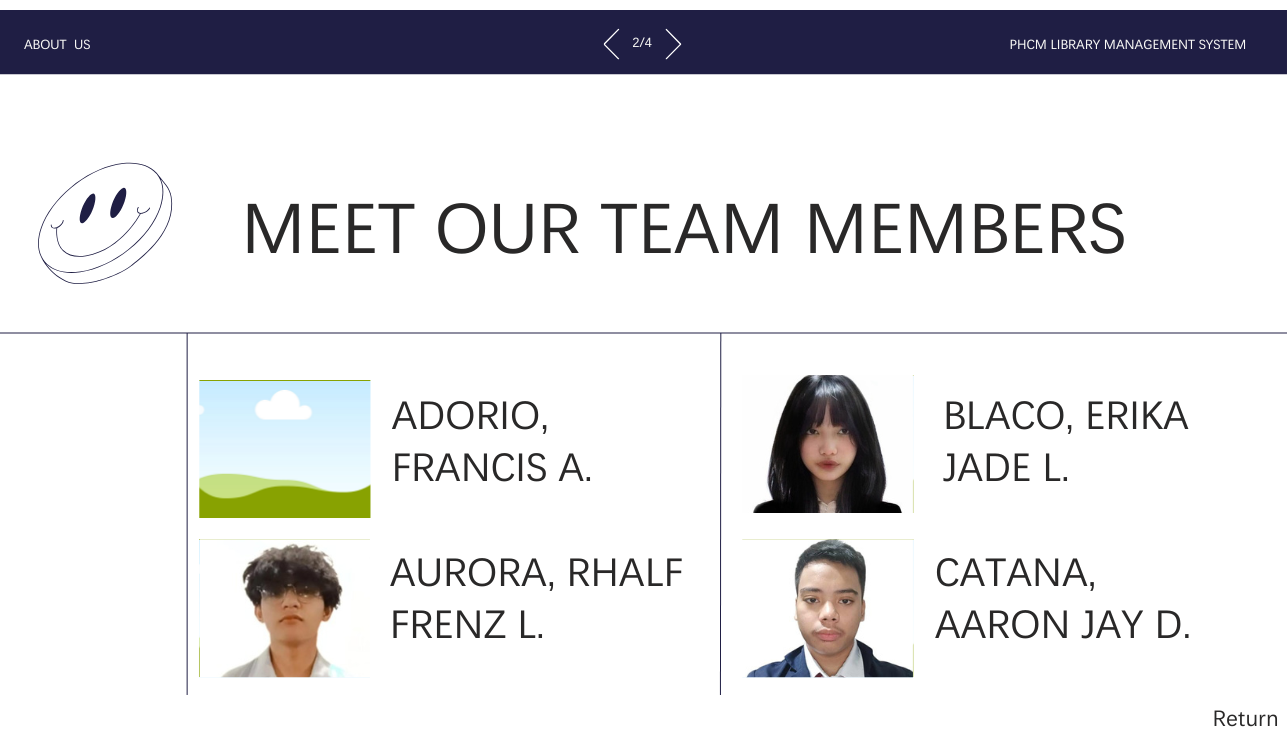 ABOUT US
2/4
PHCM LIBRARY MANAGEMENT SYSTEM
MEET OUR TEAM MEMBERS
ADORIO,
FRANCIS A.
BLACO, ERIKA
JADE L.
AURORA, RHALF
FRENZ L.
CATANA,
AARON JAY D.
Return